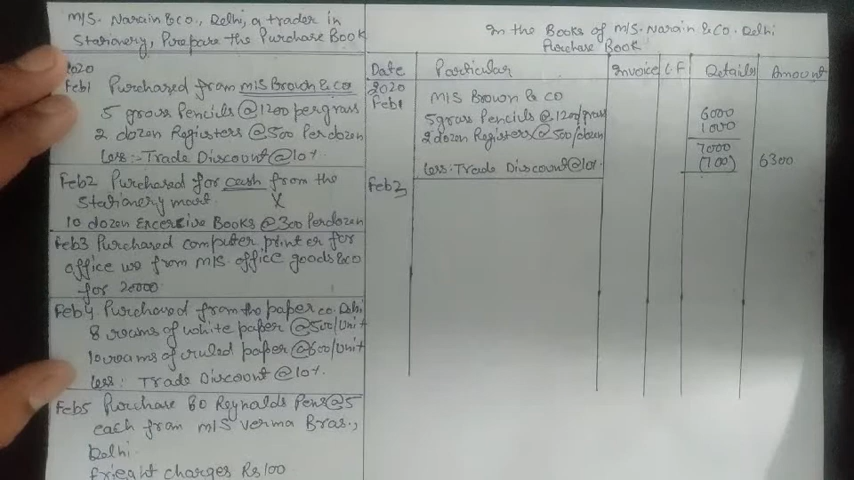 M/S. Narain & Co., Delhi, a trader in
Stationery, Prepare the Purchase Book
2020
Feb1 Purchased from M/S Brown & Co
5 gross Pencils @ 1200 per gross
2 dozen Registers @ 500 Per dozen
Less:- Trade Discount @ 10%
Feb2 Purchased for cash from the
Stationery mart. X
10 dozen Excersive Books @ 300 Per dozen
Feb3 Purchased computer printer for
office use from M/S. office goods & co
for 20000
Feb4 Purchased from the paper co. Delhi
8 reams of white paper @ 500/Unit
10 reams of ruled paper @ 600/Unit
Less: Trade Discount @ 10%.
Feb5 Purchase 60 Reynalds Pens @ 5
each from M/S Verma Bras.,
Delhi.
frieght charges Rs 100
In the Books of M/S. Narain & Co. Delhi
Purchase Book
Date Particular Invoice L.F. Details Amount
2020
Feb1 M/S Brown & CO
5 gross Pencils @ 1200/gross 6000
2 dozen Registers @ 500/dozen 1000
7000
Less: Trade Discount @ 10%. (700) 6300
Feb3